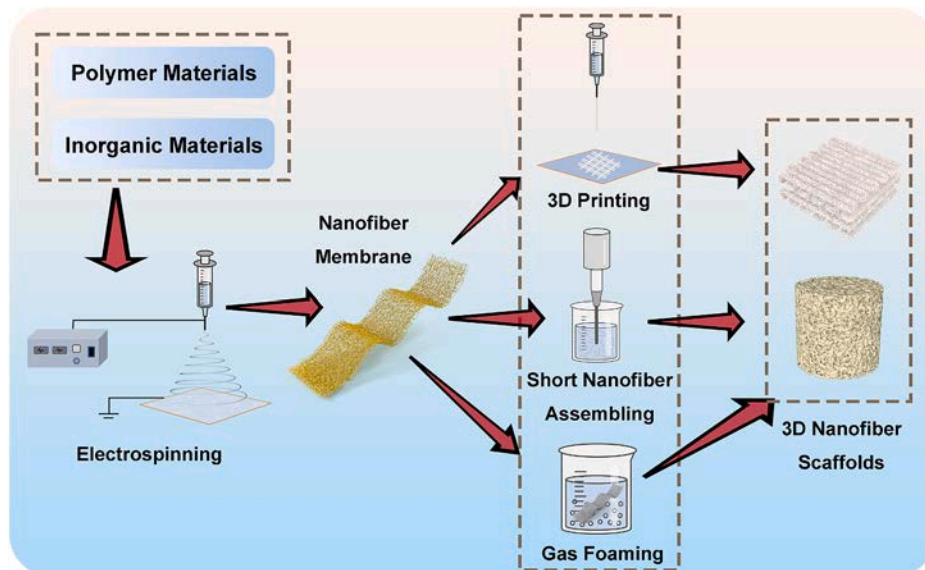 Polymer Materials
Inorganic Materials
Nanofiber
Membrane
Electrospinning
3D Printing
Short Nanofiber
Assembling
Gas Foaming
3D Nanofiber
Scaffolds